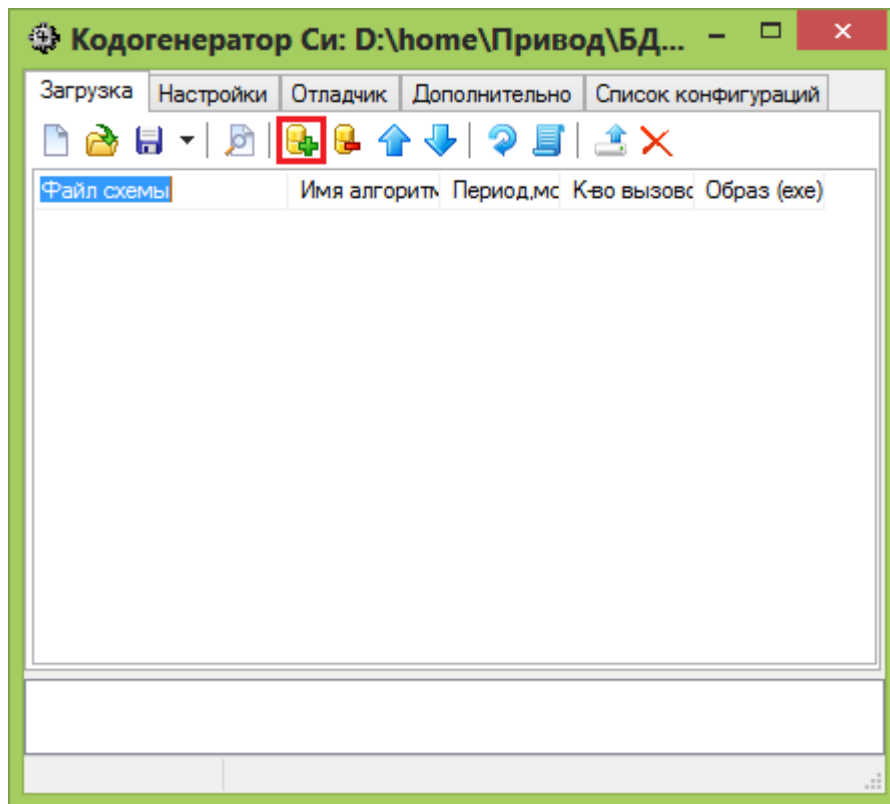 Кодогенератор Си: D:\home\Привод\БД...
Загрузка Настройки Отладчик Дополнительно Список конфигураций
Файл схемы Имя алгоритм Период,мс К-во вызовс Образ (exe)